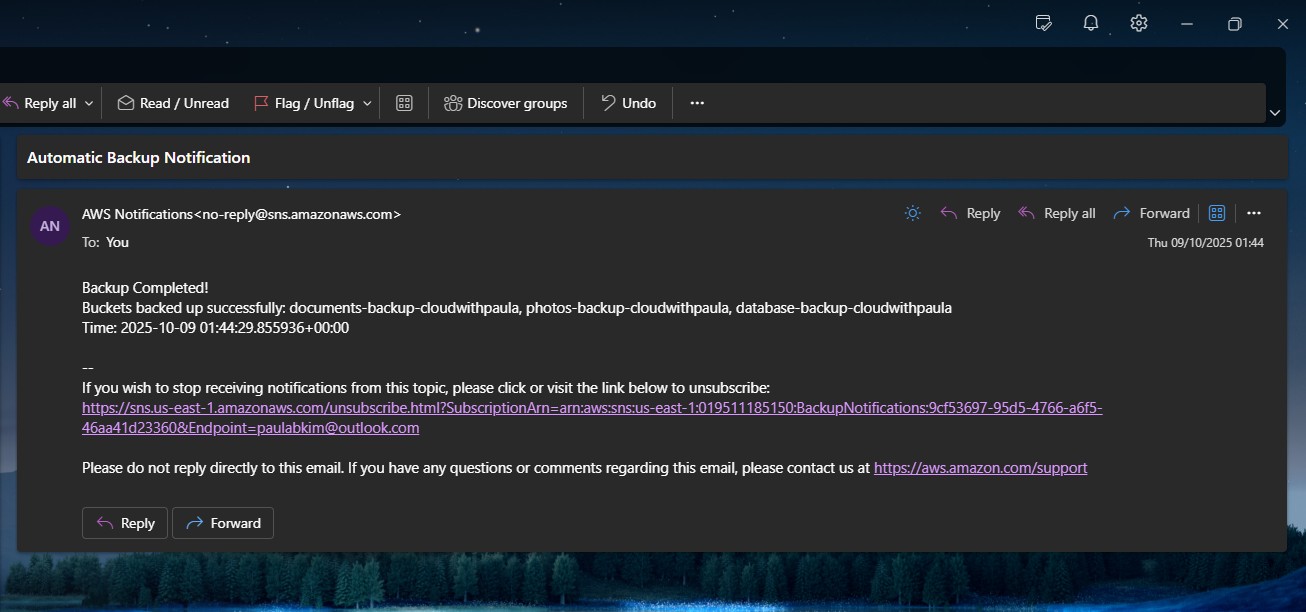 Reply all
Read / Unread
Flag / Unflag
Discover groups
Undo
Automatic Backup Notification
AN
AWS Notifications<no-reply@sns.amazonaws.com>
Reply
Reply all
Forward
To: You
Thu 09/10/2025 01:44
Backup Completed!
Buckets backed up successfully: documents-backup-cloudwithpaula, photos-backup-cloudwithpaula, database-backup-cloudwithpaula
Time: 2025-10-09 01:44:29.855936+00:00
--
If you wish to stop receiving notifications from this topic, please click or visit the link below to unsubscribe:
https://sns.us-east-1.amazonaws.com/unsubscribe.html?SubscriptionArn=arn:aws:sns:us-east-1:019511185150:BackupNotifications:9cf53697-95d5-4766-a6f5-
46aa41d23360&Endpoint=paulabkim@outlook.com
Please do not reply directly to this email. If you have any questions or comments regarding this email, please contact us at https://aws.amazon.com/support
Reply
Forward